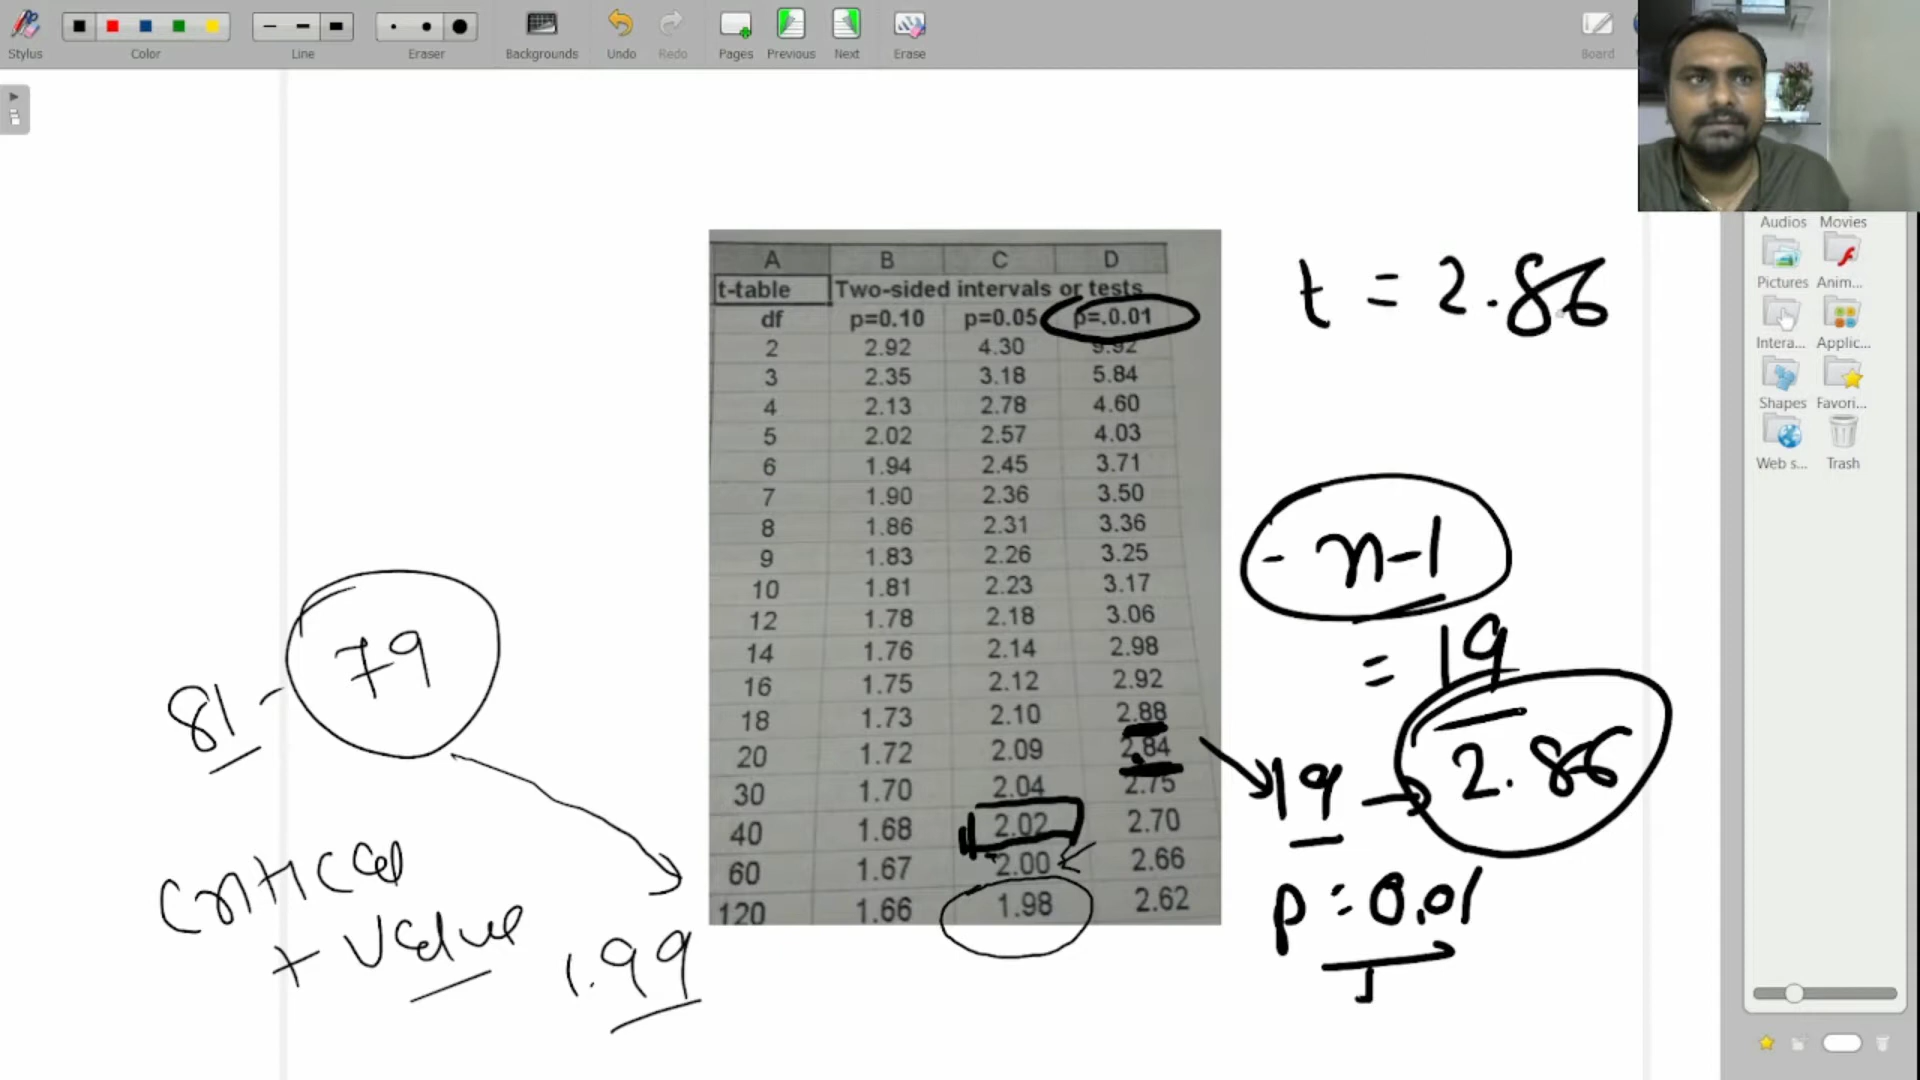 Stylus
Color
Line
Eraser
Backgrounds
Undo
Redo
Pages
Previous
Next
Erase
Board
Audios Movies
Pictures Anim...
Intera... Applic...
Shapes Favori...
Web s... Trash
A B C D
t-table Two-sided intervals or tests
df p=0.10 p=0.05 p=.0.01
2 2.92 4.30 9.92
3 2.35 3.18 5.84
4 2.13 2.78 4.60
5 2.02 2.57 4.03
6 1.94 2.45 3.71
7 1.90 2.36 3.50
8 1.86 2.31 3.36
9 1.83 2.26 3.25
10 1.81 2.23 3.17
12 1.78 2.18 3.06
14 1.76 2.14 2.98
16 1.75 2.12 2.92
18 1.73 2.10 2.88
20 1.72 2.09 2.84
30 1.70 2.04 2.75
40 1.68 2.02 2.70
60 1.67 2.00 2.66
120 1.66 1.98 2.62
t = 2.86
- n-1
= 19
19 → 2.86
p = 0.01
81 - 79
Critical
t value
1.99